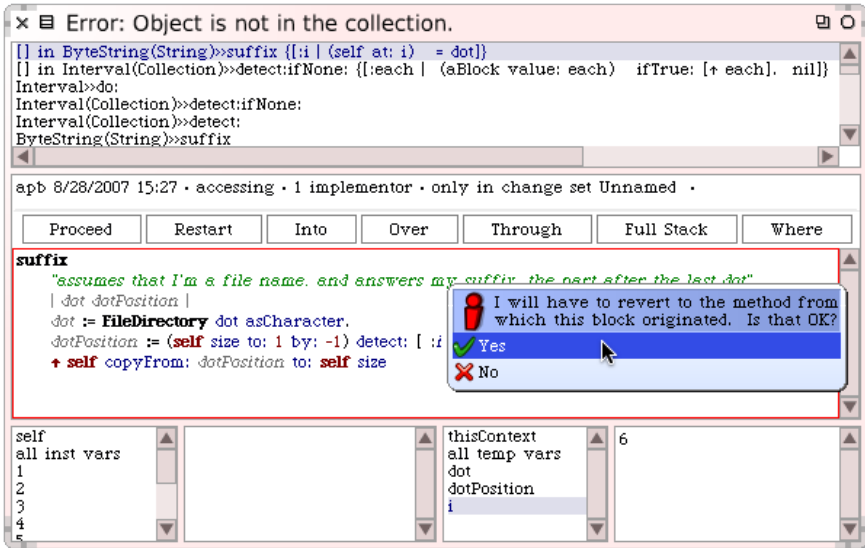 Error: Object is not in the collection.
[] in ByteString(String)»suffix {[:i | (self at: i)  = dot]}
[] in Interval(Collection)»detect:ifNone: {[:each |  (aBlock value: each)  ifTrue: [↑ each].  nil]}
Interval»do:
Interval(Collection)»detect:ifNone:
Interval(Collection)»detect:
ByteString(String)»suffix
apb 8/28/2007 15:27 · accessing · 1 implementor · only in change set Unnamed ·
Proceed Restart Into Over Through Full Stack Where
suffix
"assumes that I'm a file name, and answers my suffix, the part after the last dot"
| dot dotPosition |
dot := FileDirectory dot asCharacter.
dotPosition := (self size to: 1 by: -1) detect: [ :i
↑ self copyFrom: dotPosition to: self size
I will have to revert to the method from
which this block originated.  Is that OK?
Yes
No
self
all inst vars
1
2
3
4
5
thisContext
all temp vars
dot
dotPosition
i
6